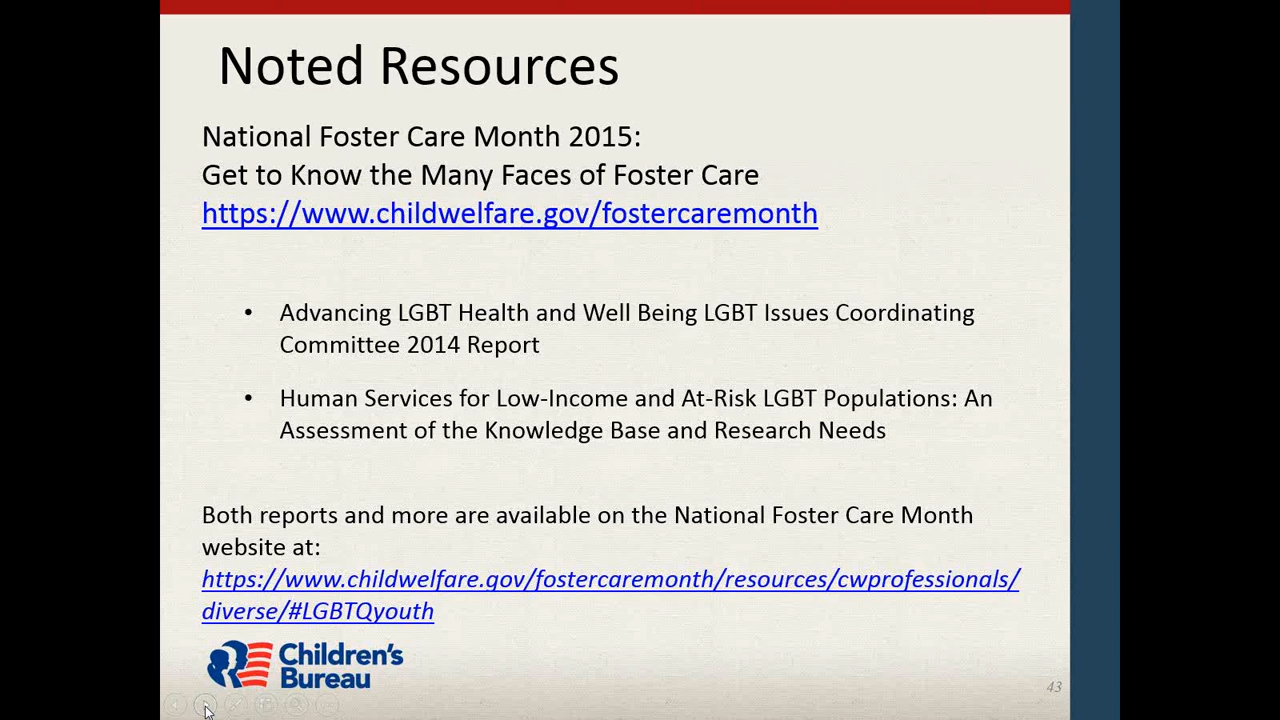 Noted Resources
National Foster Care Month 2015:
Get to Know the Many Faces of Foster Care
https://www.childwelfare.gov/fostercaremonth
• Advancing LGBT Health and Well Being LGBT Issues Coordinating
Committee 2014 Report
• Human Services for Low-Income and At-Risk LGBT Populations: An
Assessment of the Knowledge Base and Research Needs
Both reports and more are available on the National Foster Care Month
website at:
https://www.childwelfare.gov/fostercaremonth/resources/cwprofessionals/
diverse/#LGBTQyouth
Children's
Bureau
43